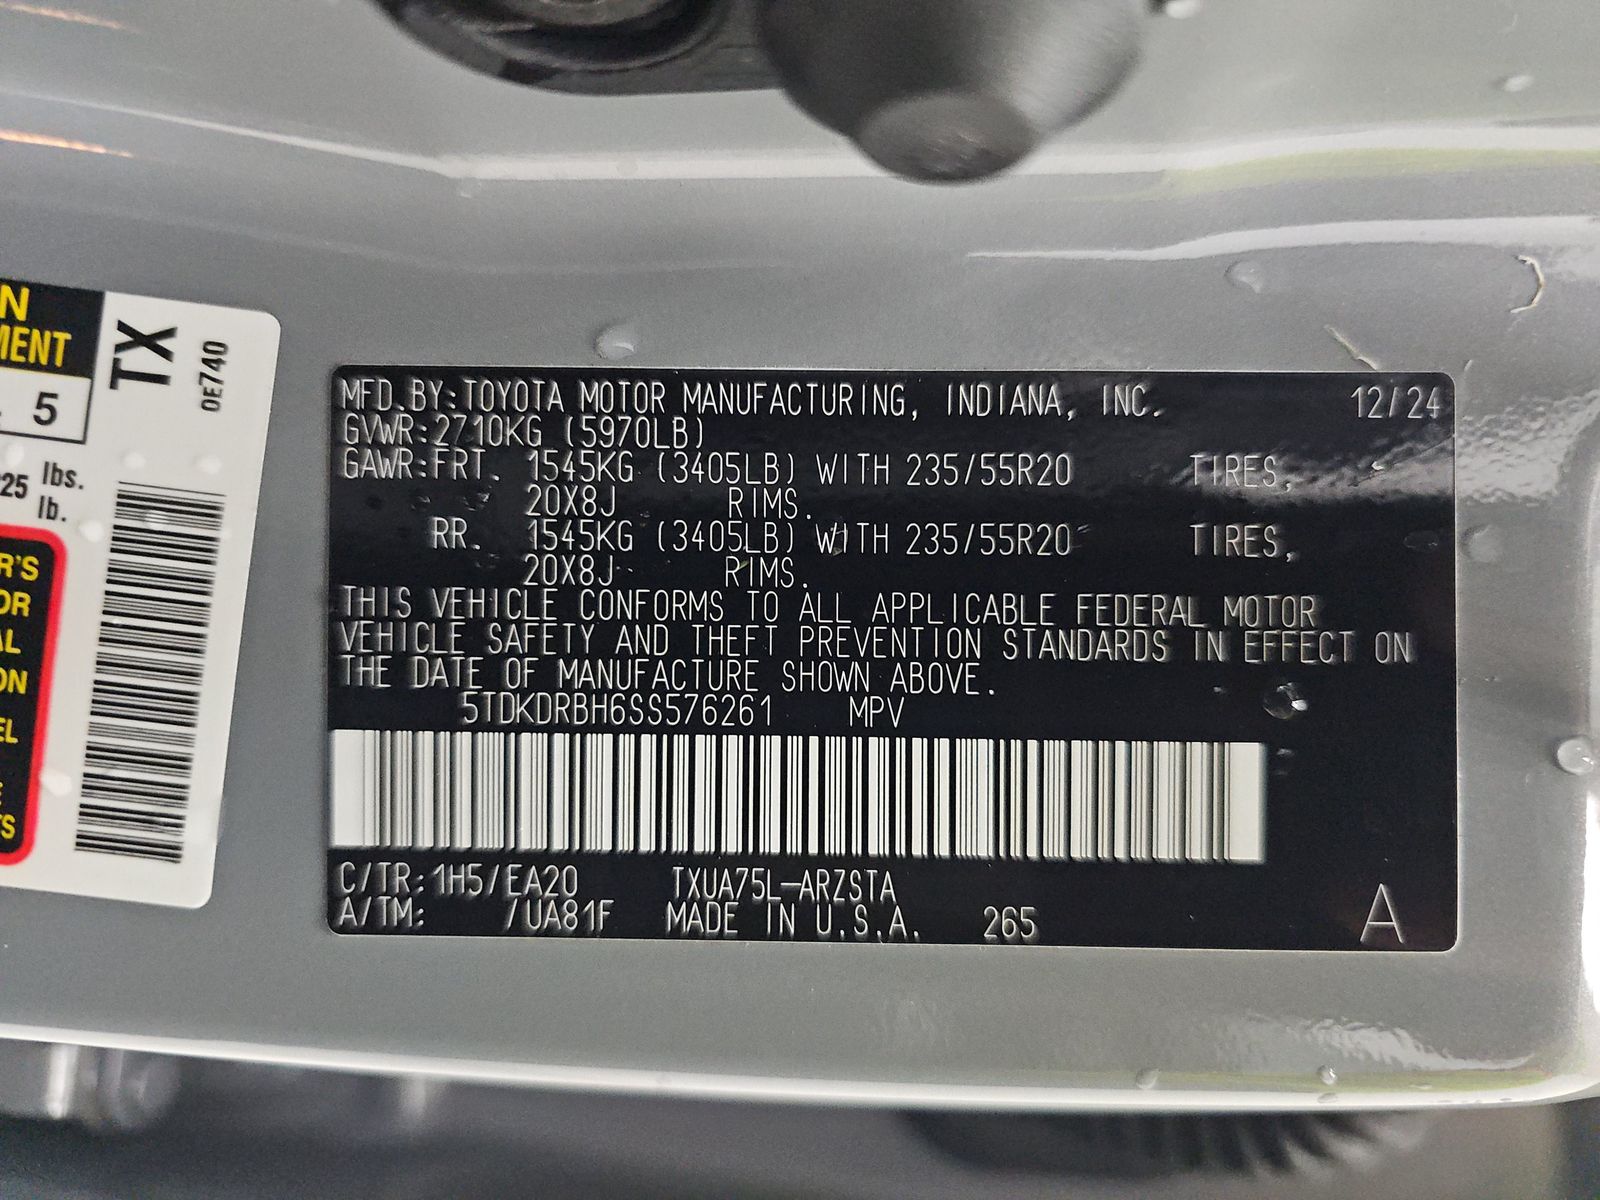 N
MENT
5
TX
0E740
25 lbs.
lb.
R'S
OR
AL
ON
EL
E
TS
MFD.BY:TOYOTA MOTOR MANUFACTURING, INDIANA, INC. 12/24
GVWR:2710KG (5970LB)
GAWR:FRT. 1545KG (3405LB) WITH 235/55R20 TIRES,
20X8J RIMS.
RR. 1545KG (3405LB) WITH 235/55R20 TIRES,
20X8J RIMS.
THIS VEHICLE CONFORMS TO ALL APPLICABLE FEDERAL MOTOR
VEHICLE SAFETY AND THEFT PREVENTION STANDARDS IN EFFECT ON
THE DATE OF MANUFACTURE SHOWN ABOVE.
5TDKDRBH6SS576261 MPV
C/TR:1H5/EA20 TXUA75L-ARZSTA
A/TM: /UA81F MADE IN U.S.A. 265
A